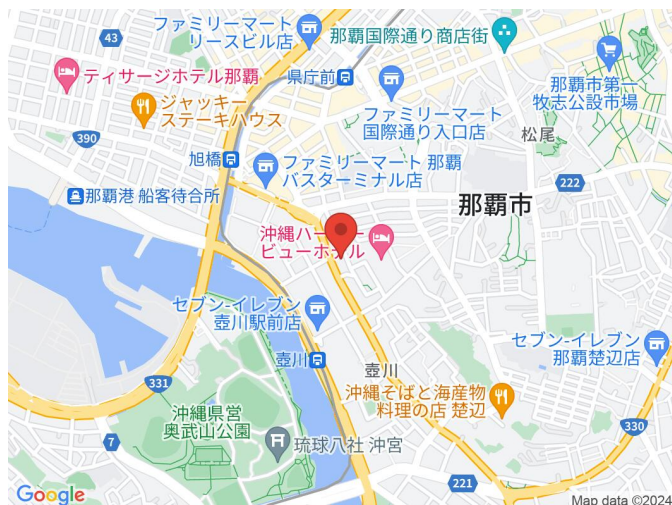 ファミリーマート
リースビル店
那覇国際通り商店街
43
県庁前
那覇市第一
牧志公設市場
ティサージホテル那覇
ジャッキー
ステーキハウス
ファミリーマート
国際通り入口店
松尾
390
旭橋
ファミリーマート 那覇
バスターミナル店
222
那覇港 船客待合所
那覇市
沖縄ハ
ビューホテル
セブン-イレブン
壺川駅前店
セブン-イレブン
那覇楚辺店
壺川
壺川
331
沖縄そばと海産物
料理の店 楚辺
沖縄県営
奥武山公園
330
7
琉球八社 沖宮
221
Google
Map data ©2024